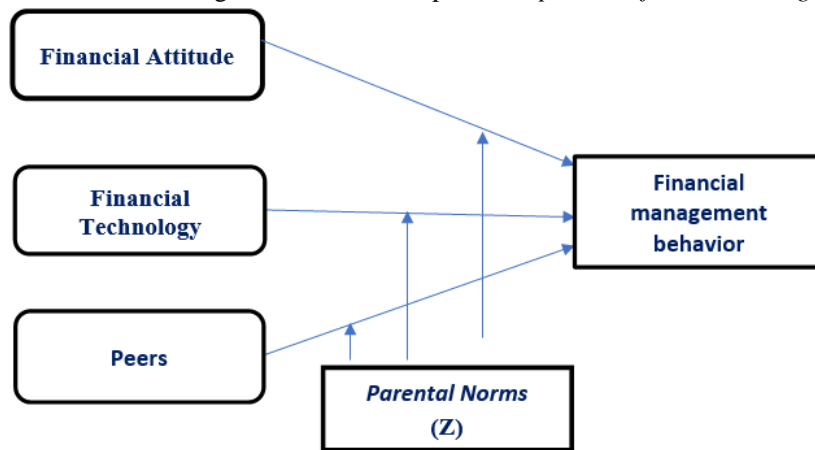 Financial Attitude
Financial
Technology
Peers
Financial
management
behavior
Parental Norms
(Z)